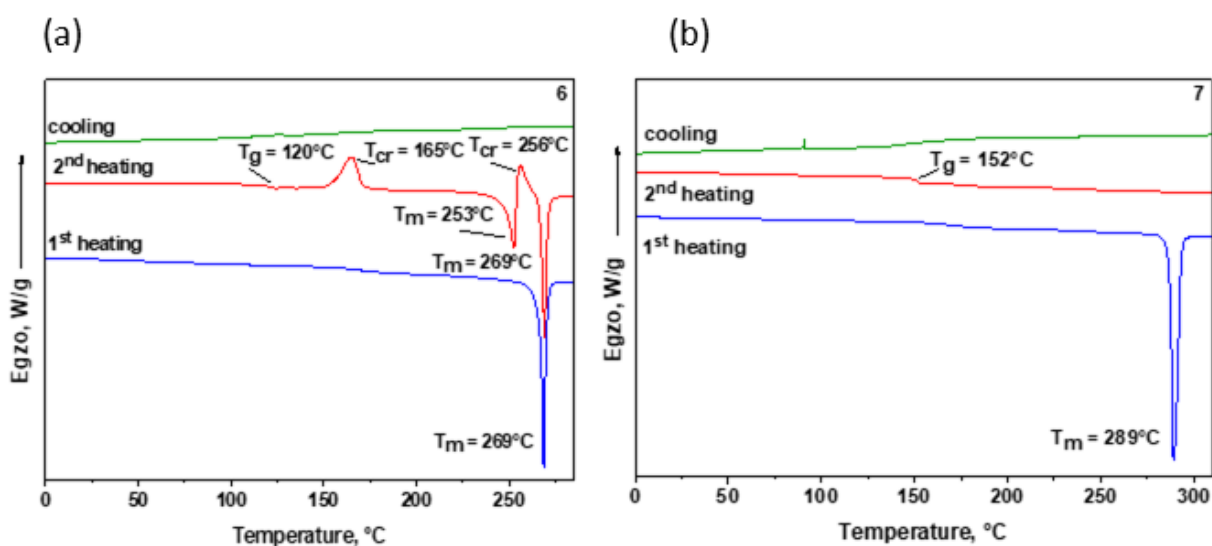 (a)
6
cooling
Tg = 120°C
Tcr = 165°C
Tcr = 256°C
2nd heating
Tm = 253°C
1st heating
Tm = 269°C
Tm = 269°C
Egzo, W/g
0 50 100 150 200 250
Temperature, °C
(b)
7
cooling
Tg = 152°C
2nd heating
1st heating
Tm = 289°C
Egzo, W/g
0 50 100 150 200 250 300
Temperature, °C